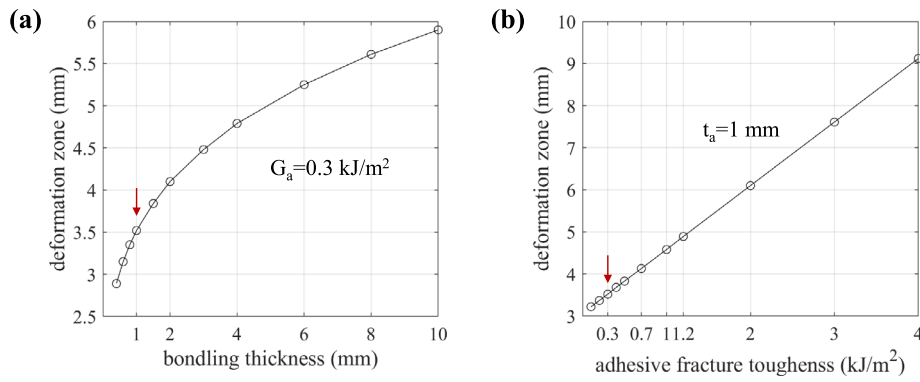 (a)
6
5.5
5
4.5
4
3.5
3
2.5
deformation zone (mm)
Gₐ=0.3 kJ/m²
1 2 4 6 8 10
bondling thickness (mm)
(b)
10
9
8
7
6
5
4
3
deformation zone (mm)
tₐ=1 mm
0.3 0.7 11.2 2 3 4
adhesive fracture toughenss (kJ/m²)